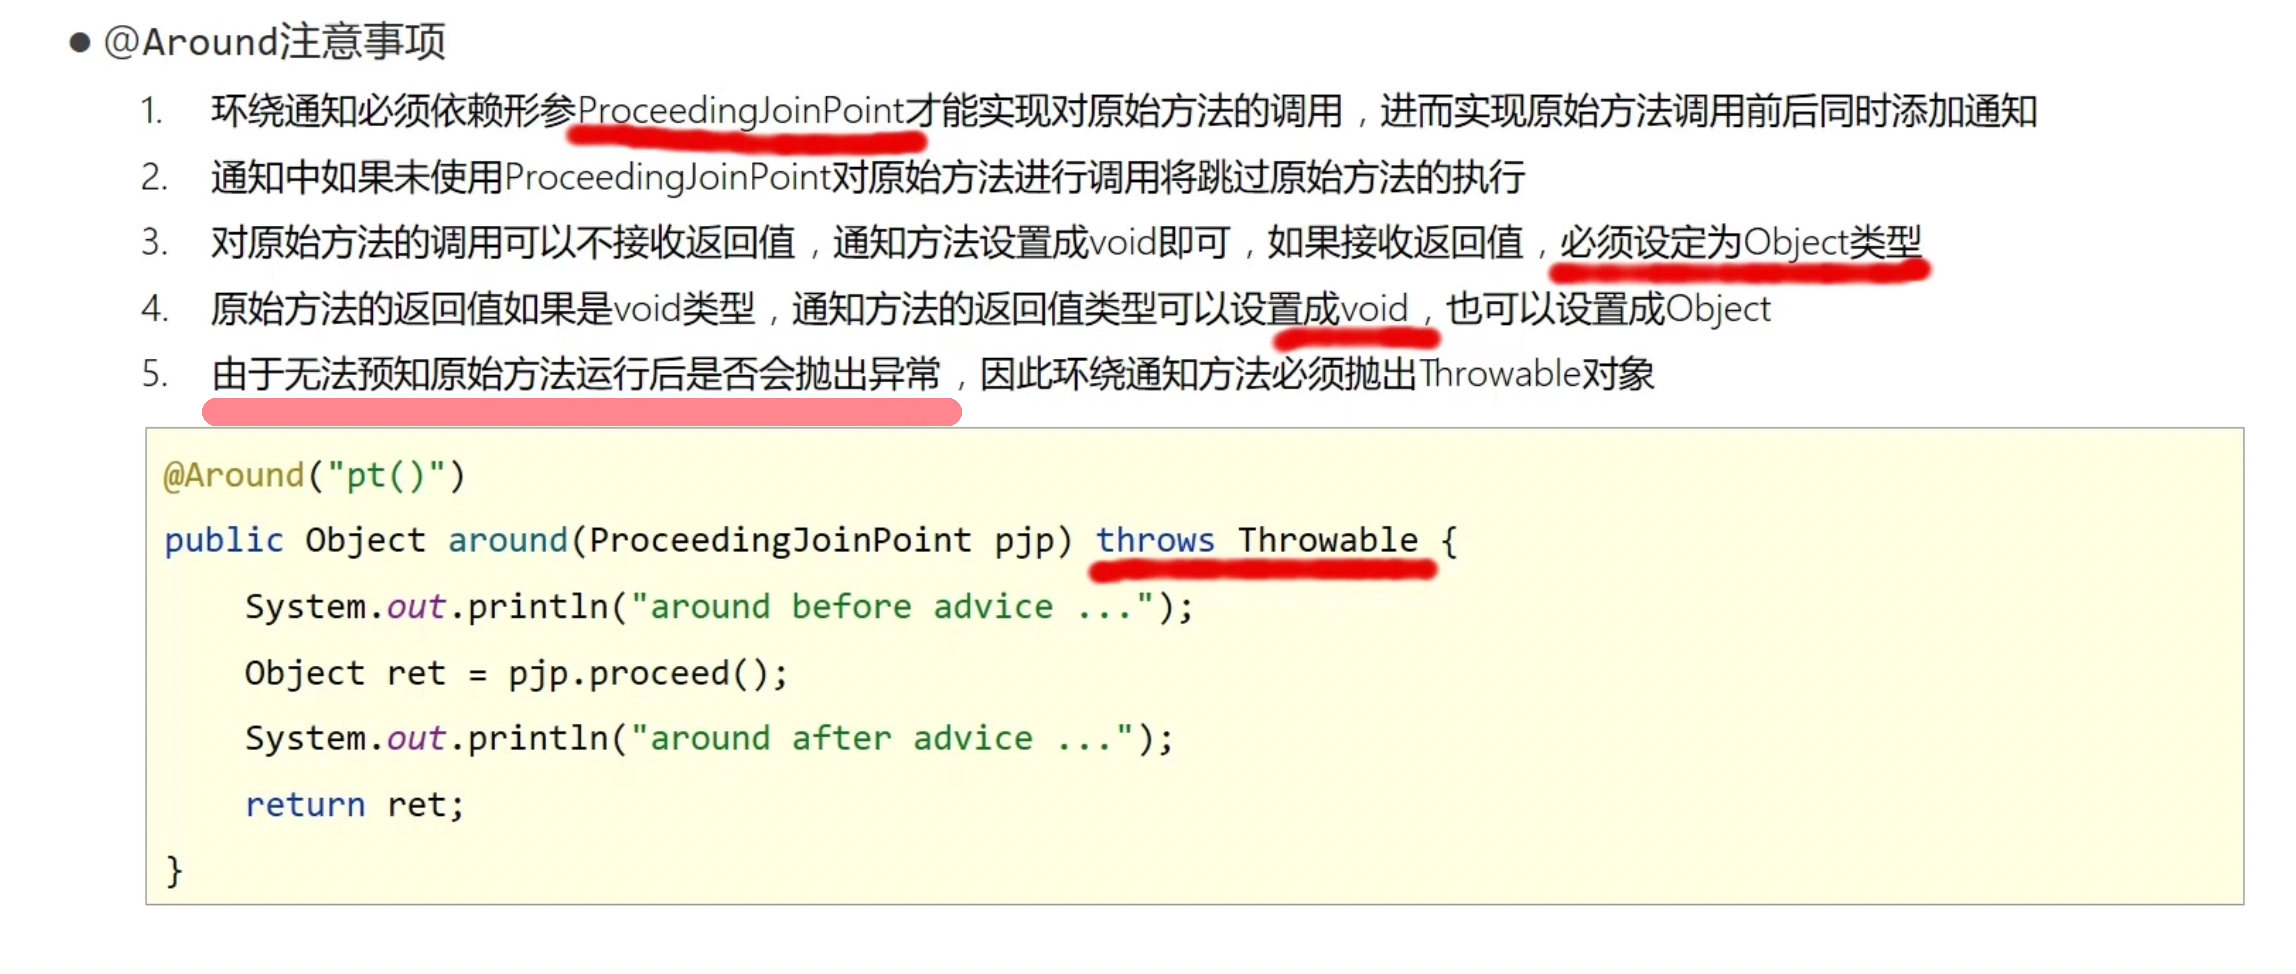 ● @Around注意事项
1. 环绕通知必须依赖形参ProceedingJoinPoint才能实现对原始方法的调用，进而实现原始方法调用前后同时添加通知
2. 通知中如果未使用ProceedingJoinPoint对原始方法进行调用将跳过原始方法的执行
3. 对原始方法的调用可以不接收返回值，通知方法设置成void即可，如果接收返回值，必须设定为Object类型
4. 原始方法的返回值如果是void类型，通知方法的返回值类型可以设置成void，也可以设置成Object
5. 由于无法预知原始方法运行后是否会抛出异常，因此环绕通知方法必须抛出Throwable对象
@Around("pt()")
public Object around(ProceedingJoinPoint pjp) throws Throwable {
    System.out.println("around before advice ...");
    Object ret = pjp.proceed();
    System.out.println("around after advice ...");
    return ret;
}